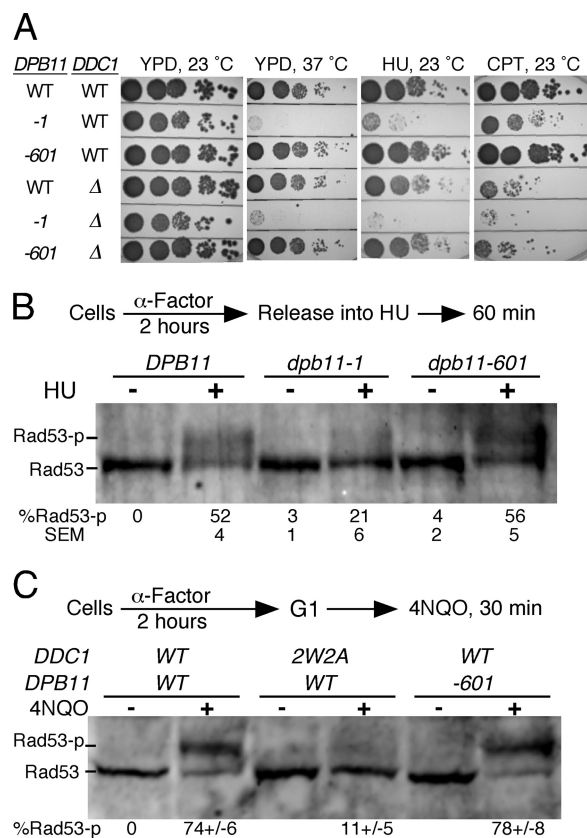 A
DPB11 DDC1 YPD, 23 ˚C YPD, 37 ˚C HU, 23 ˚C CPT, 23 ˚C
WT WT
-1 WT
-601 WT
WT Δ
-1 Δ
-601 Δ
B
Cells α-Factor 2 hours Release into HU 60 min
DPB11 dpb11-1 dpb11-601
HU - + - + - +
Rad53-p
Rad53
%Rad53-p 0 52 3 21 4 56
SEM 4 1 6 2 5
C
Cells α-Factor 2 hours G1 4NQO, 30 min
DDC1 WT 2W2A WT
DPB11 WT WT -601
4NQO - + - + - +
Rad53-p
Rad53
%Rad53-p 0 74+/-6 11+/-5 78+/-8